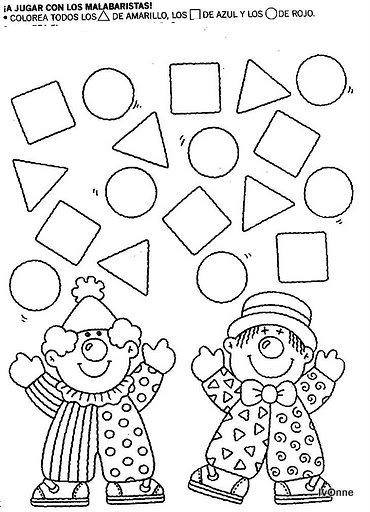 ¡A JUGAR CON LOS MALABARISTAS!
• COLOREA TODOS LOS △ DE AMARILLO, LOS □ DE AZUL Y LOS ○ DE ROJO.
IvOnne